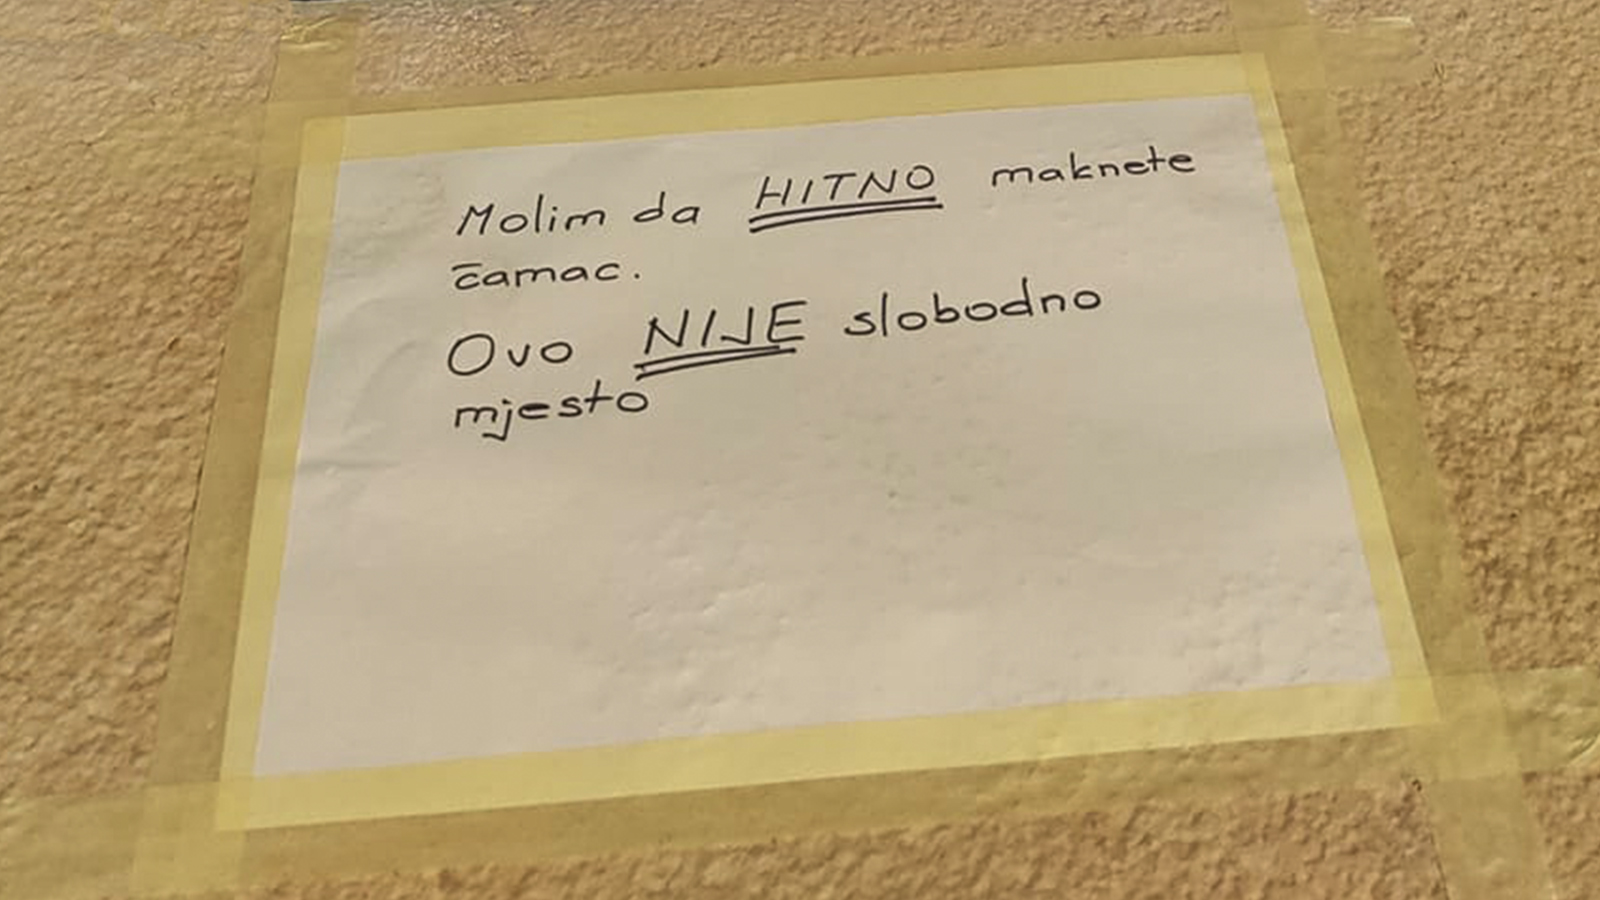 Molim da HITNO maknete
čamac.
Ovo NIJE slobodno
mjesto